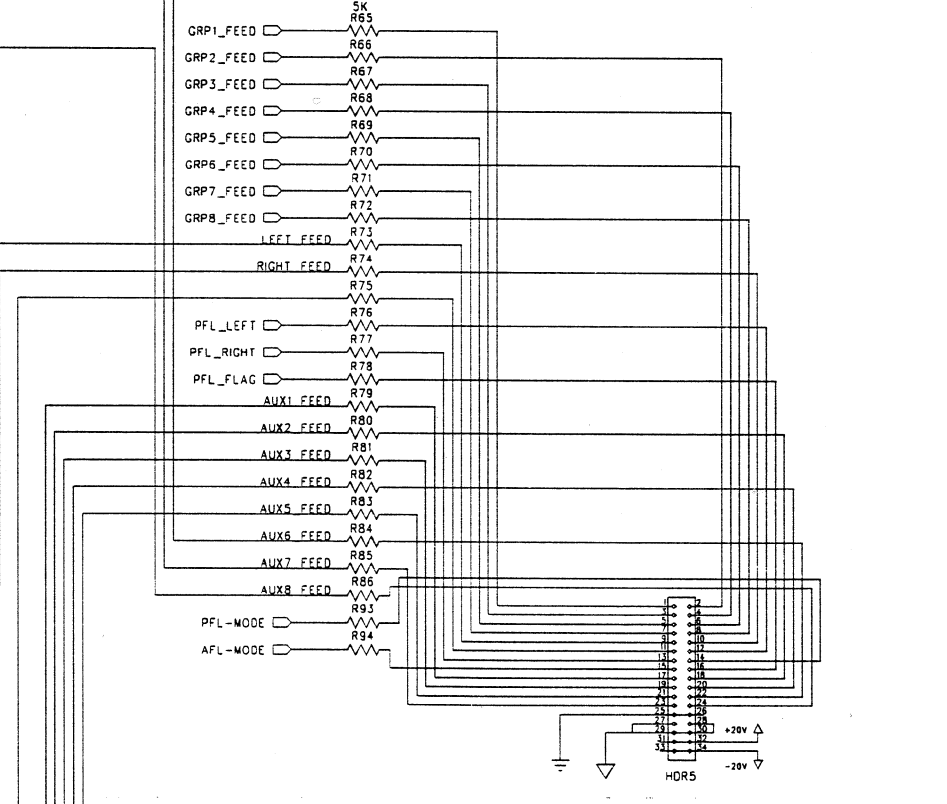 5K
R65
GRP1_FEED
R66
GRP2_FEED
R67
GRP3_FEED
R68
GRP4_FEED
R69
GRP5_FEED
R70
GRP6_FEED
R71
GRP7_FEED
R72
GRP8_FEED
R73
LEFT FEED
R74
RIGHT FEED
R75
R76
PFL_LEFT
R77
PFL_RIGHT
R78
PFL_FLAG
R79
AUX1 FEED
R80
AUX2 FEED
R81
AUX3 FEED
R82
AUX4 FEED
R83
AUX5 FEED
R84
AUX6 FEED
R85
AUX7 FEED
R86
AUX8 FEED
R93
PFL-MODE
R94
AFL-MODE
1 2
3 4
5 6
7 8
9 10
11 12
13 14
15 16
17 18
19 20
21 22
23 24
25 26
27 28
29 30
+20V
31 32
33 34
-20V
HDR5